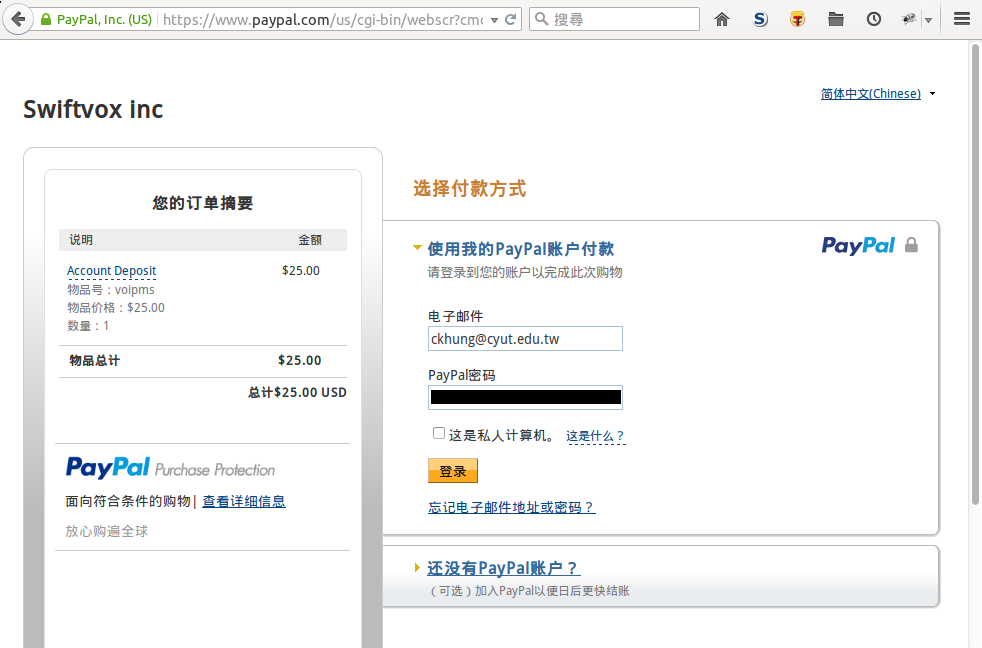 PayPal, Inc. (US)
https://www.paypal.com/us/cgi-bin/webscr?cmd
搜尋
简体中文(Chinese)
Swiftvox inc
您的订单摘要
说明 金额
Account Deposit $25.00
物品号：voipms
物品价格：$25.00
数量：1
物品总计 $25.00
总计$25.00 USD
PayPal Purchase Protection
面向符合条件的购物| 查看详细信息
放心购遍全球
选择付款方式
使用我的PayPal账户付款
PayPal
请登录到您的账户以完成此次购物
电子邮件
ckhung@cyut.edu.tw
PayPal密码
这是私人计算机。 这是什么？
登录
忘记电子邮件地址或密码？
还没有PayPal账户？
（可选）加入PayPal以便日后更快结账